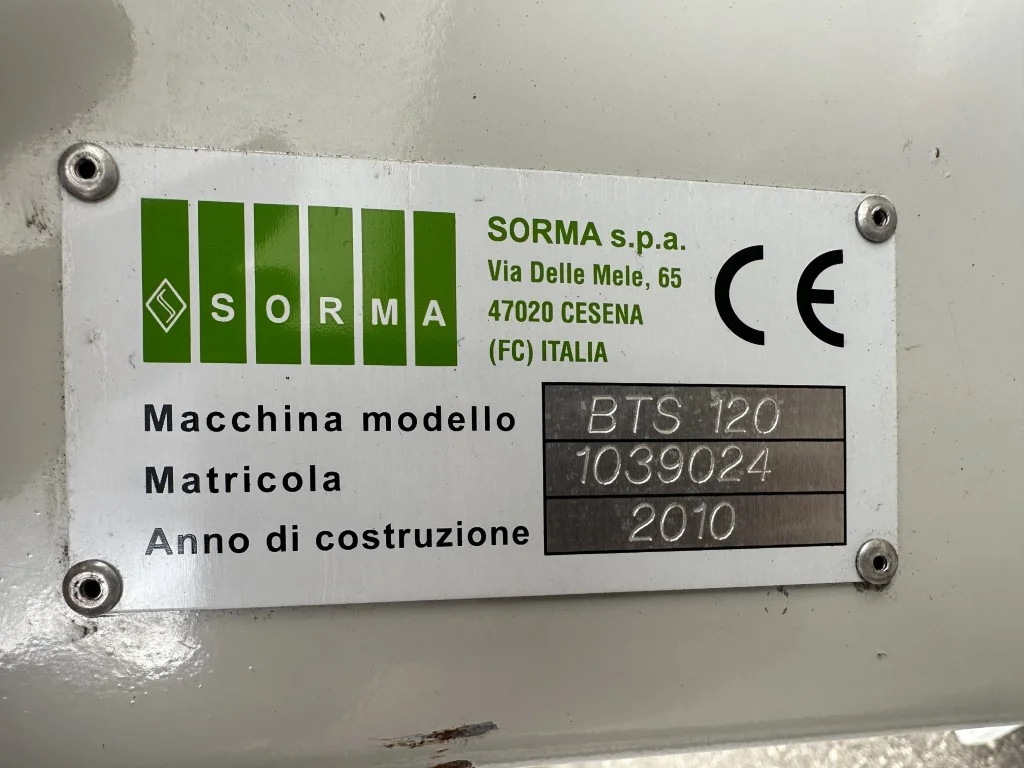 SORMA
SORMA s.p.a.
Via Delle Mele, 65
47020 CESENA
(FC) ITALIA
CE
Macchina modello BTS 120
Matricola 1039024
Anno di costruzione 2010